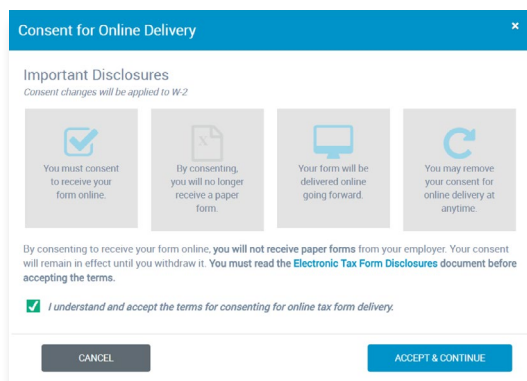 Consent for Online Delivery
×
Important Disclosures
Consent changes will be applied to W-2
You must consent
to receive your
form online.
X
By consenting,
you will no longer
receive a paper
form.
Your form will be
delivered online
going forward.
You may remove
your consent for
online delivery at
anytime.
By consenting to receive your form online, you will not receive paper forms from your employer. Your consent
will remain in effect until you withdraw it. You must read the Electronic Tax Form Disclosures document before
accepting the terms.
I understand and accept the terms for consenting for online tax form delivery.
CANCEL
ACCEPT & CONTINUE